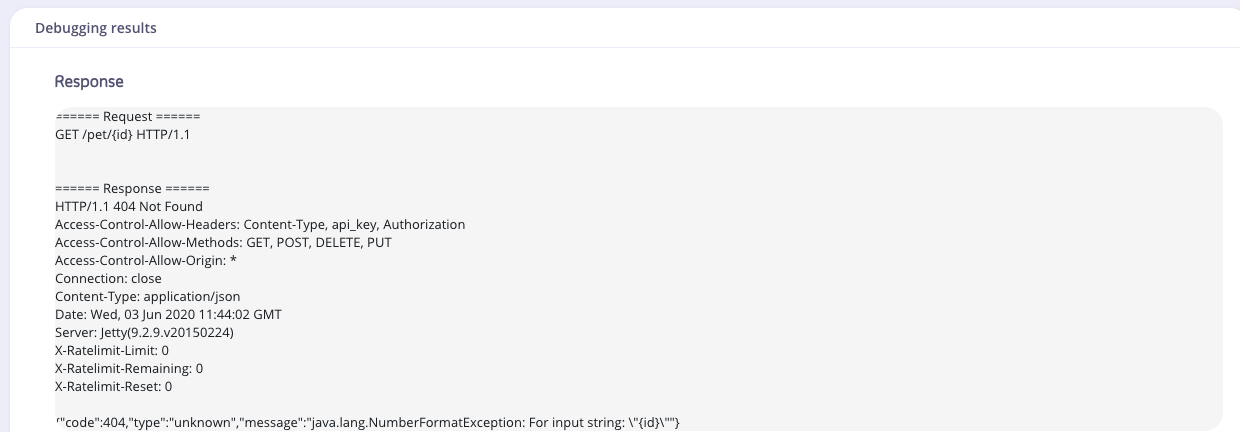 Debugging results
Response
====== Request ======
GET /pet/{id} HTTP/1.1
====== Response ======
HTTP/1.1 404 Not Found
Access-Control-Allow-Headers: Content-Type, api_key, Authorization
Access-Control-Allow-Methods: GET, POST, DELETE, PUT
Access-Control-Allow-Origin: *
Connection: close
Content-Type: application/json
Date: Wed, 03 Jun 2020 11:44:02 GMT
Server: Jetty(9.2.9.v20150224)
X-Ratelimit-Limit: 0
X-Ratelimit-Remaining: 0
X-Ratelimit-Reset: 0
{"code":404,"type":"unknown","message":"java.lang.NumberFormatException: For input string: \"{id}\""}